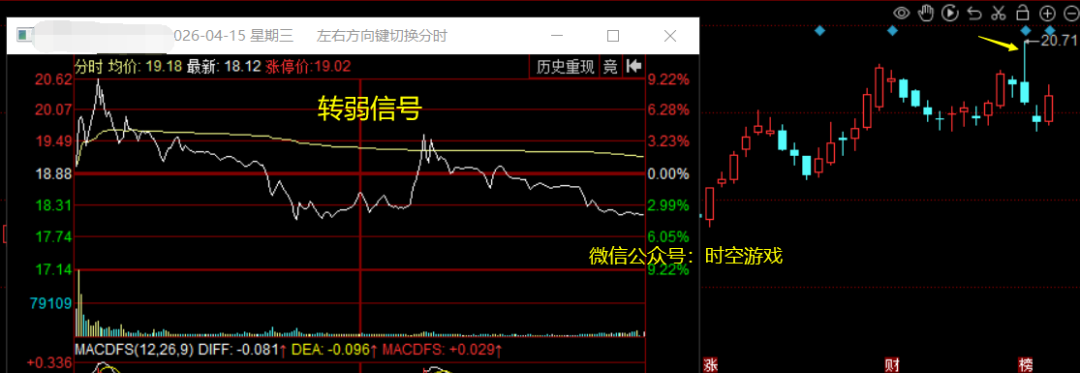 026-04-15 星期三 左右方向键切换分时
20.71
分时 均价: 19.18 最新: 18.12 涨停价:19.02
历史重现 竟
20.62 9.22%
20.07 6.28%
转弱信号
19.49 3.23%
18.88 0.00%
18.31 2.99%
17.74 6.05%
微信公众号：时空游戏
17.14 9.22%
79109
MACDFS(12,26,9) DIFF: -0.081↑ DEA: -0.096↑ MACDFS: +0.029↑
+0.336
涨 财 榜